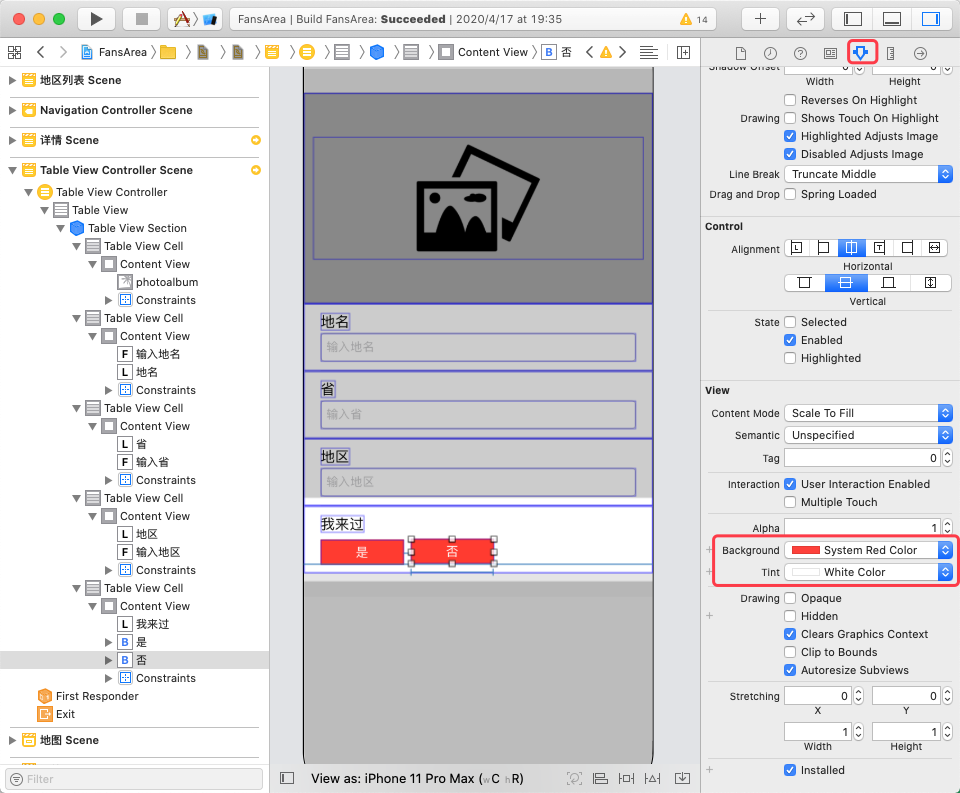 FansArea | Build FansArea: Succeeded | 2020/4/17 at 19:35
14
FansArea
Content View
B 否
地区列表 Scene
Navigation Controller Scene
详情 Scene
Table View Controller Scene
Table View Controller
Table View
Table View Section
Table View Cell
Content View
photoalbum
Constraints
Table View Cell
Content View
F 输入地名
L 地名
Constraints
Table View Cell
Content View
L 省
F 输入省
Constraints
Table View Cell
Content View
L 地区
F 输入地区
Constraints
Table View Cell
Content View
L 我来过
B 是
B 否
Constraints
First Responder
Exit
地图 Scene
Filter
地名
输入地名
省
输入省
地区
输入地区
我来过
是
否
View as: iPhone 11 Pro Max (wC hR)
Shadow Offset
Width
Height
Reverses On Highlight
Drawing
Shows Touch On Highlight
Highlighted Adjusts Image
Disabled Adjusts Image
Line Break
Truncate Middle
Drag and Drop
Spring Loaded
Control
Alignment
Horizontal
Vertical
State
Selected
Enabled
Highlighted
View
Content Mode
Scale To Fill
Semantic
Unspecified
Tag
0
Interaction
User Interaction Enabled
Multiple Touch
Alpha
1
Background
System Red Color
Tint
White Color
Drawing
Opaque
Hidden
Clears Graphics Context
Clip to Bounds
Autoresize Subviews
Stretching
0
0
X
Y
1
1
Width
Height
Installed